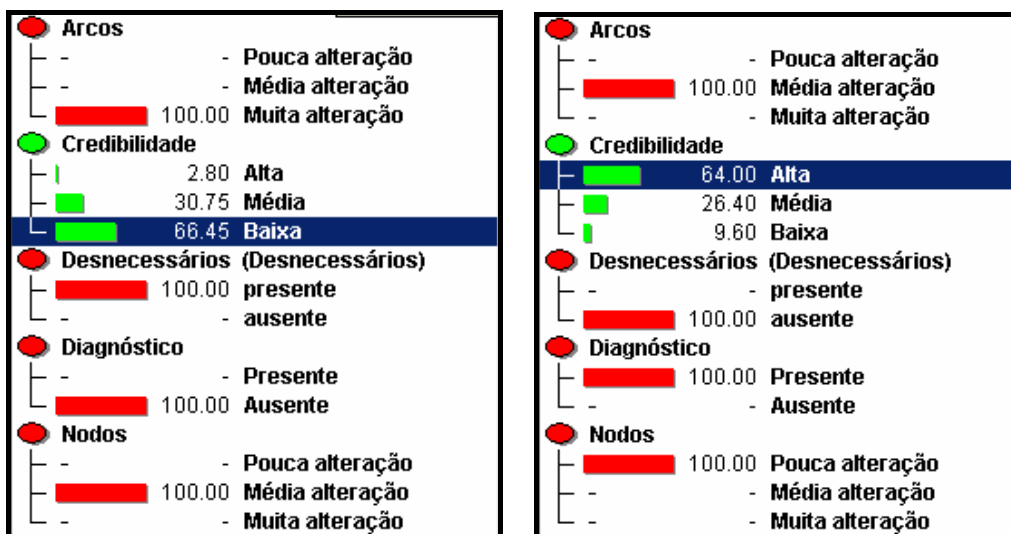 Arcos
- - Pouca alteração
- - Média alteração
100.00 Muita alteração
Credibilidade
2.80 Alta
30.75 Média
66.45 Baixa
Desnecessários (Desnecessários)
100.00 presente
- - ausente
Diagnóstico
- - Presente
100.00 Ausente
Nodos
- - Pouca alteração
100.00 Média alteração
- - Muita alteração
Arcos
- - Pouca alteração
100.00 Média alteração
- - Muita alteração
Credibilidade
64.00 Alta
26.40 Média
9.60 Baixa
Desnecessários (Desnecessários)
- - presente
100.00 ausente
Diagnóstico
100.00 Presente
- - Ausente
Nodos
100.00 Pouca alteração
- - Média alteração
- - Muita alteração